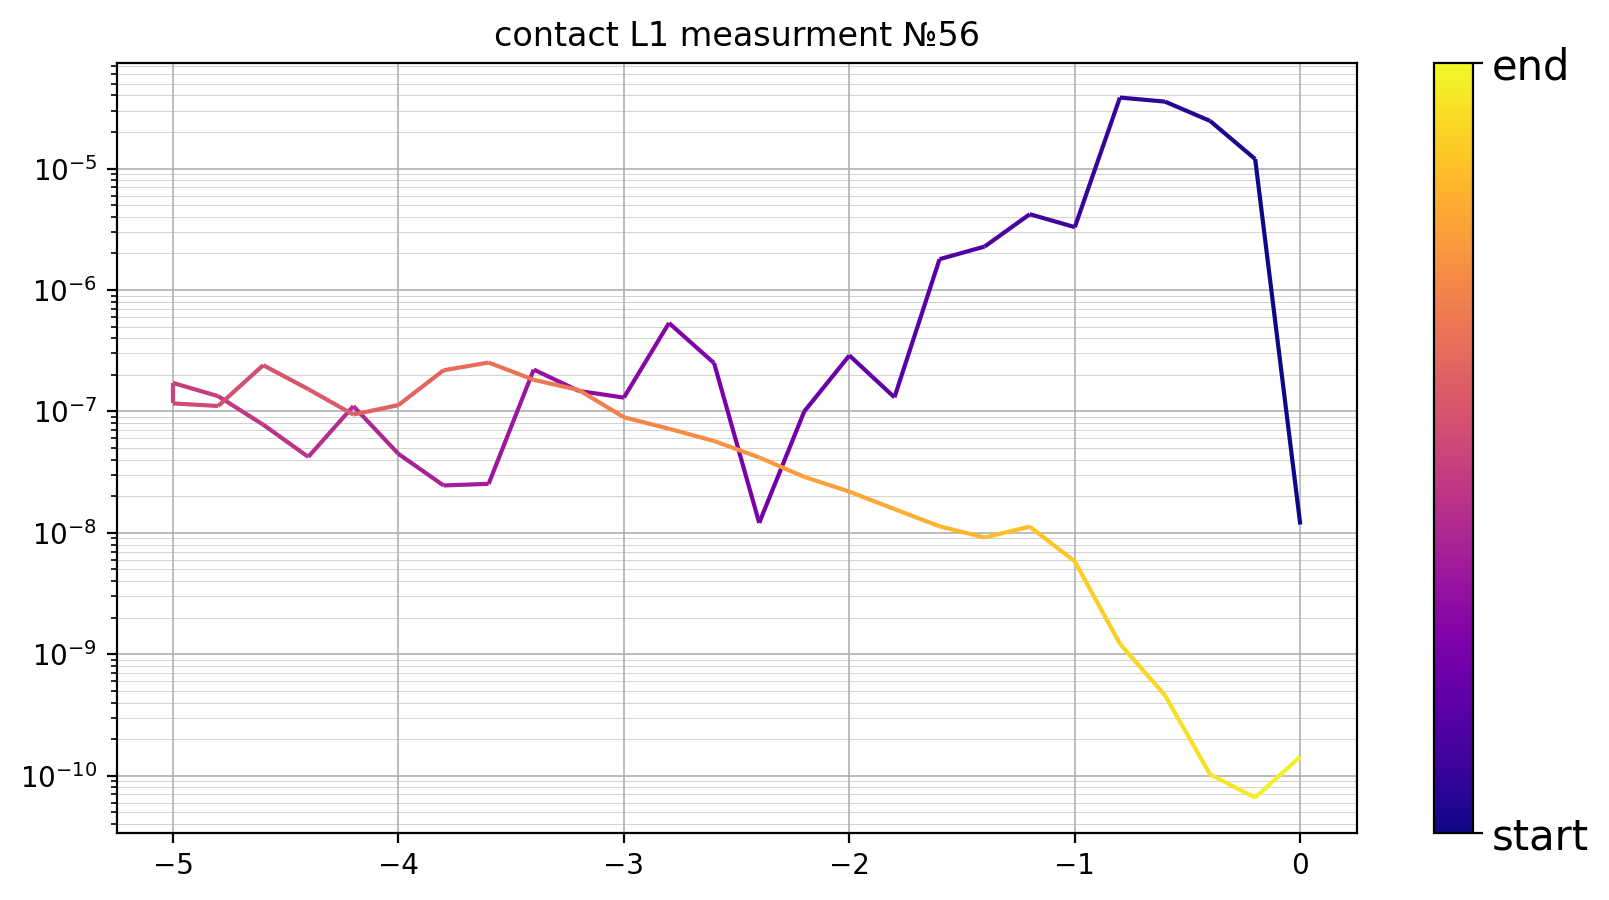 contact L1 measurment №56
end
10⁻⁵
10⁻⁶
10⁻⁷
10⁻⁸
10⁻⁹
10⁻¹⁰
start
−5 −4 −3 −2 −1 0